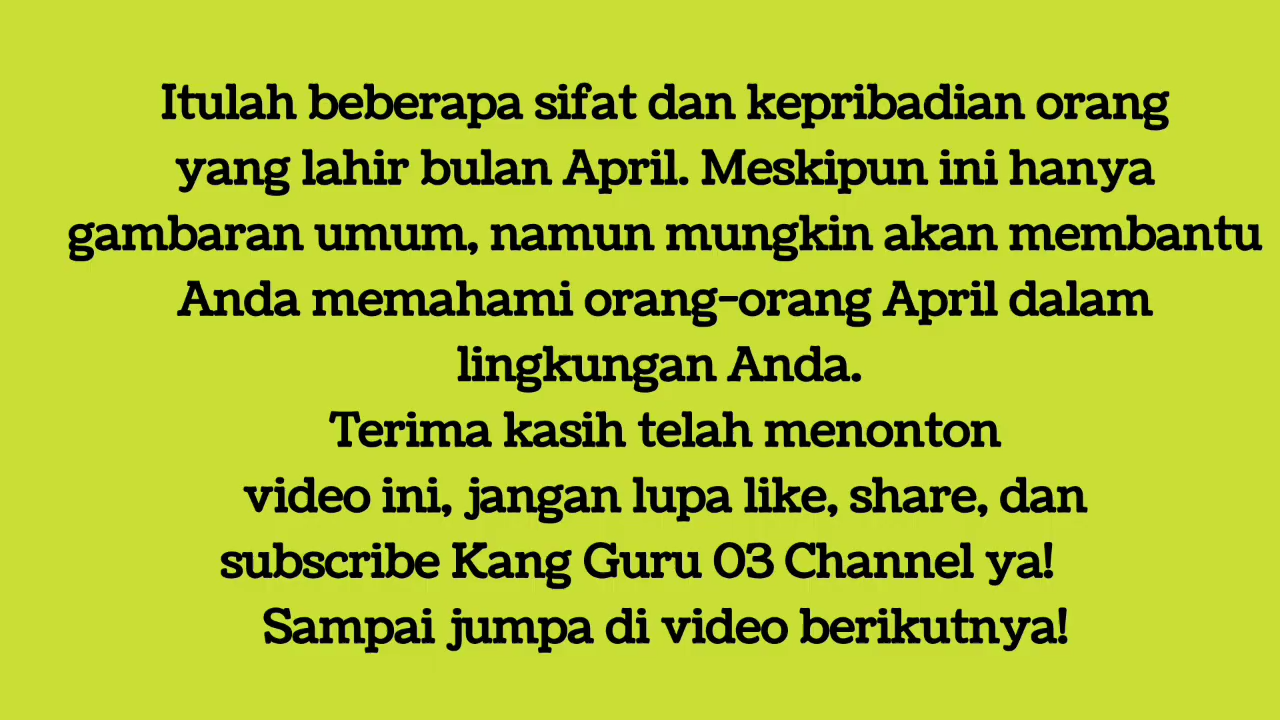 Itulah beberapa sifat dan kepribadian orang
yang lahir bulan April. Meskipun ini hanya
gambaran umum, namun mungkin akan membantu
Anda memahami orang-orang April dalam
lingkungan Anda.
Terima kasih telah menonton
video ini, jangan lupa like, share, dan
subscribe Kang Guru 03 Channel ya!
Sampai jumpa di video berikutnya!